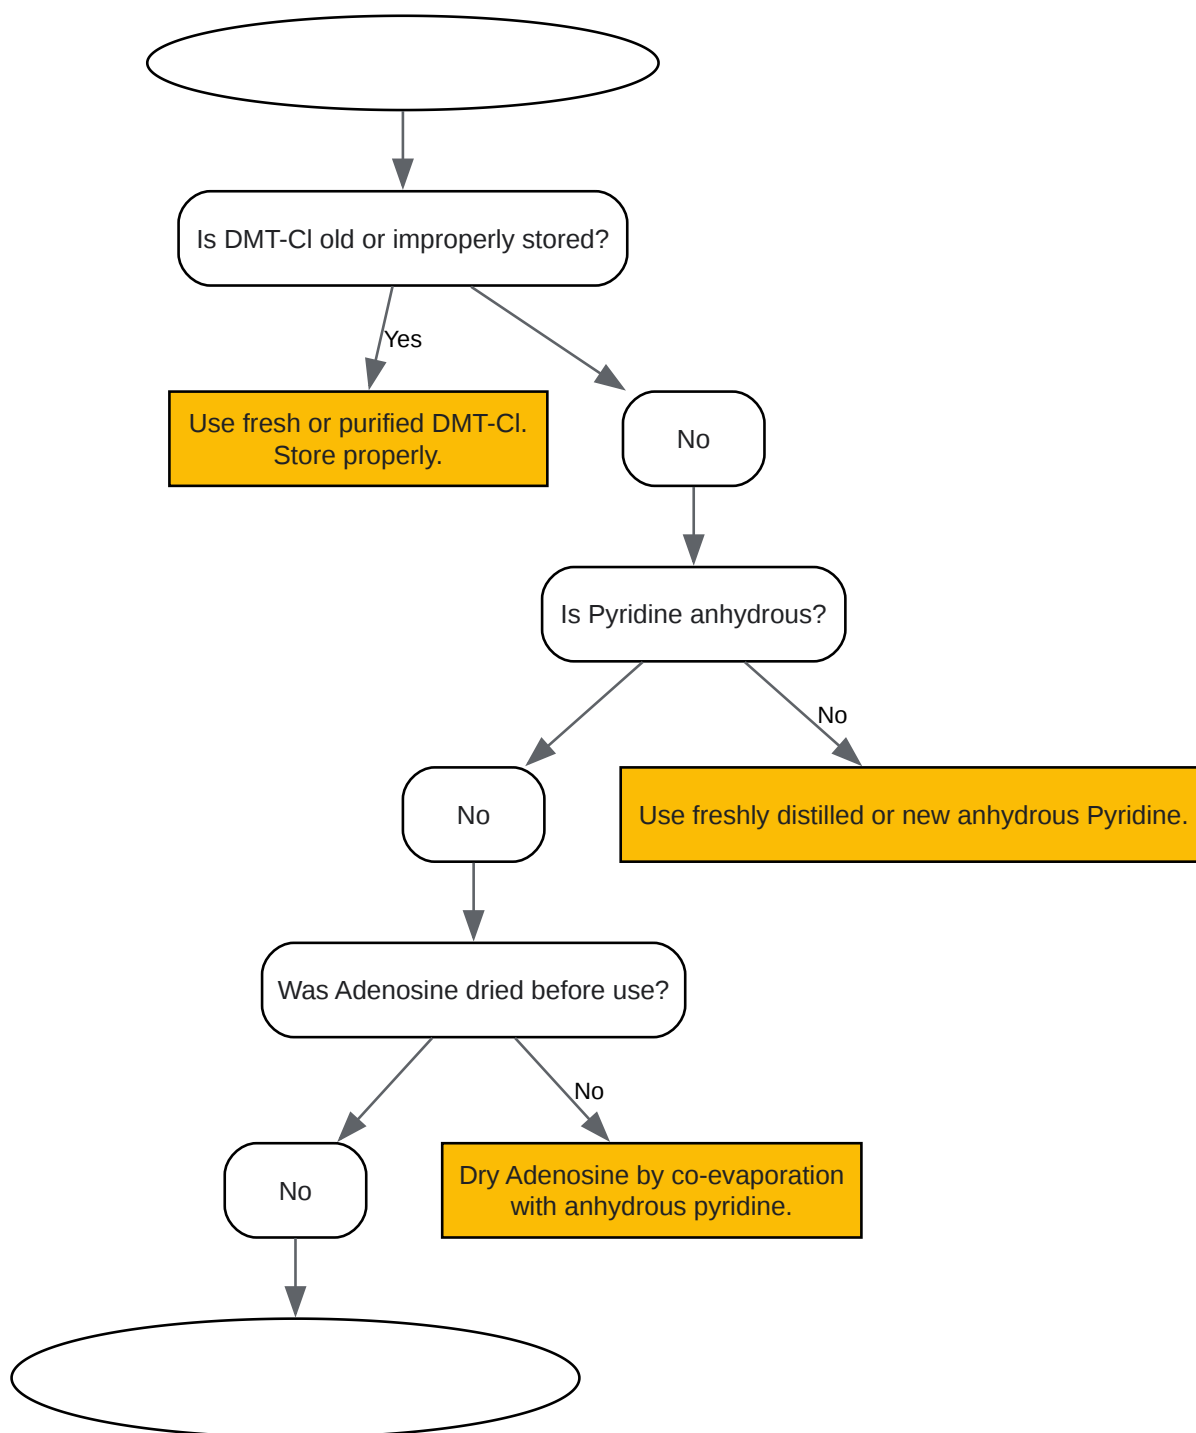 Is DMT-Cl old or improperly stored?
Yes
Use fresh or purified DMT-Cl.
Store properly.
No
Is Pyridine anhydrous?
No
No
Use freshly distilled or new anhydrous Pyridine.
Was Adenosine dried before use?
No
No
Dry Adenosine by co-evaporation
with anhydrous pyridine.